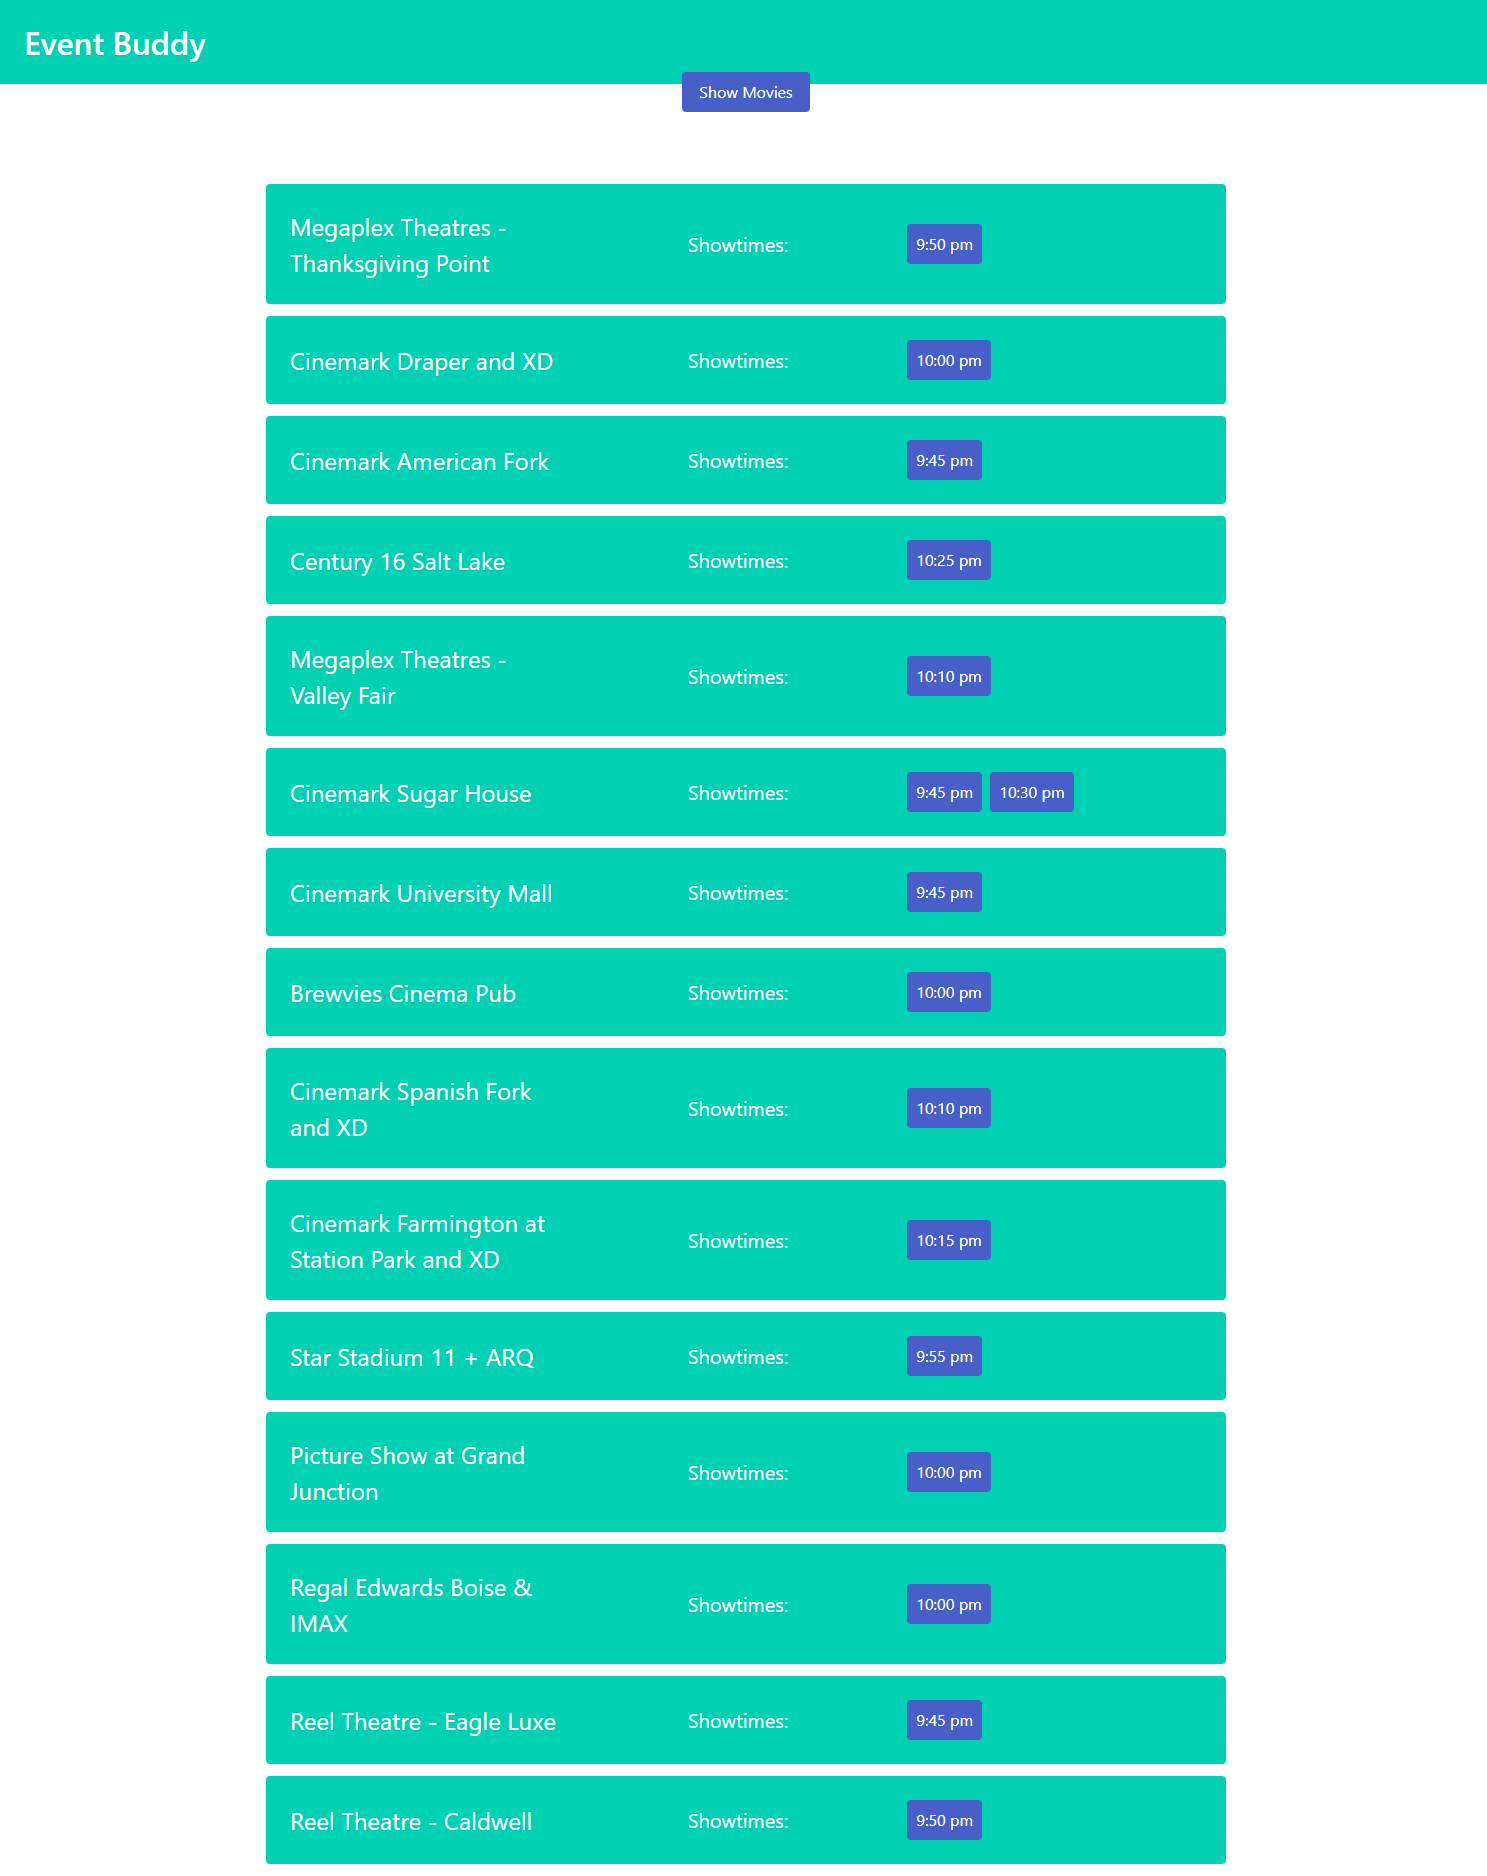 Event Buddy
Show Movies
Megaplex Theatres -
Thanksgiving Point
Showtimes:
9:50 pm
Cinemark Draper and XD
Showtimes:
10:00 pm
Cinemark American Fork
Showtimes:
9:45 pm
Century 16 Salt Lake
Showtimes:
10:25 pm
Megaplex Theatres -
Valley Fair
Showtimes:
10:10 pm
Cinemark Sugar House
Showtimes:
9:45 pm 10:30 pm
Cinemark University Mall
Showtimes:
9:45 pm
Brewvies Cinema Pub
Showtimes:
10:00 pm
Cinemark Spanish Fork
and XD
Showtimes:
10:10 pm
Cinemark Farmington at
Station Park and XD
Showtimes:
10:15 pm
Star Stadium 11 + ARQ
Showtimes:
9:55 pm
Picture Show at Grand
Junction
Showtimes:
10:00 pm
Regal Edwards Boise &
IMAX
Showtimes:
10:00 pm
Reel Theatre - Eagle Luxe
Showtimes:
9:45 pm
Reel Theatre - Caldwell
Showtimes:
9:50 pm